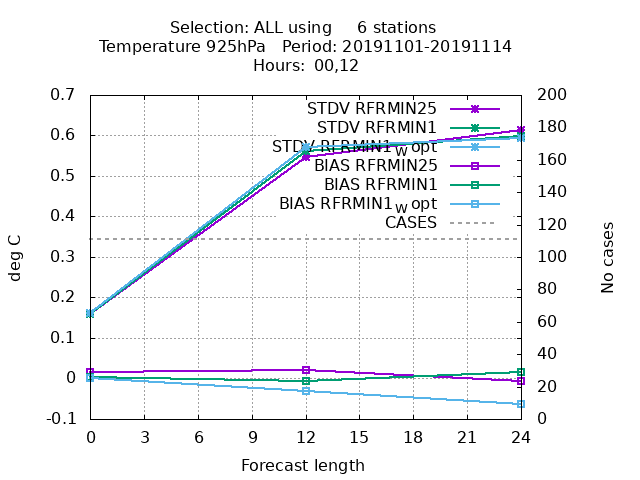 Selection: ALL using 6 stations
Temperature 925hPa Period: 20191101-20191114
Hours: 00,12
STDV RFRMIN25
STDV RFRMIN1
STDV RFRMIN1_W opt
BIAS RFRMIN25
BIAS RFRMIN1
BIAS RFRMIN1_W opt
CASES
deg C
0.7
0.6
0.5
0.4
0.3
0.2
0.1
0
-0.1
No cases
200
180
160
140
120
100
80
60
40
20
0
0 3 6 9 12 15 18 21 24
Forecast length